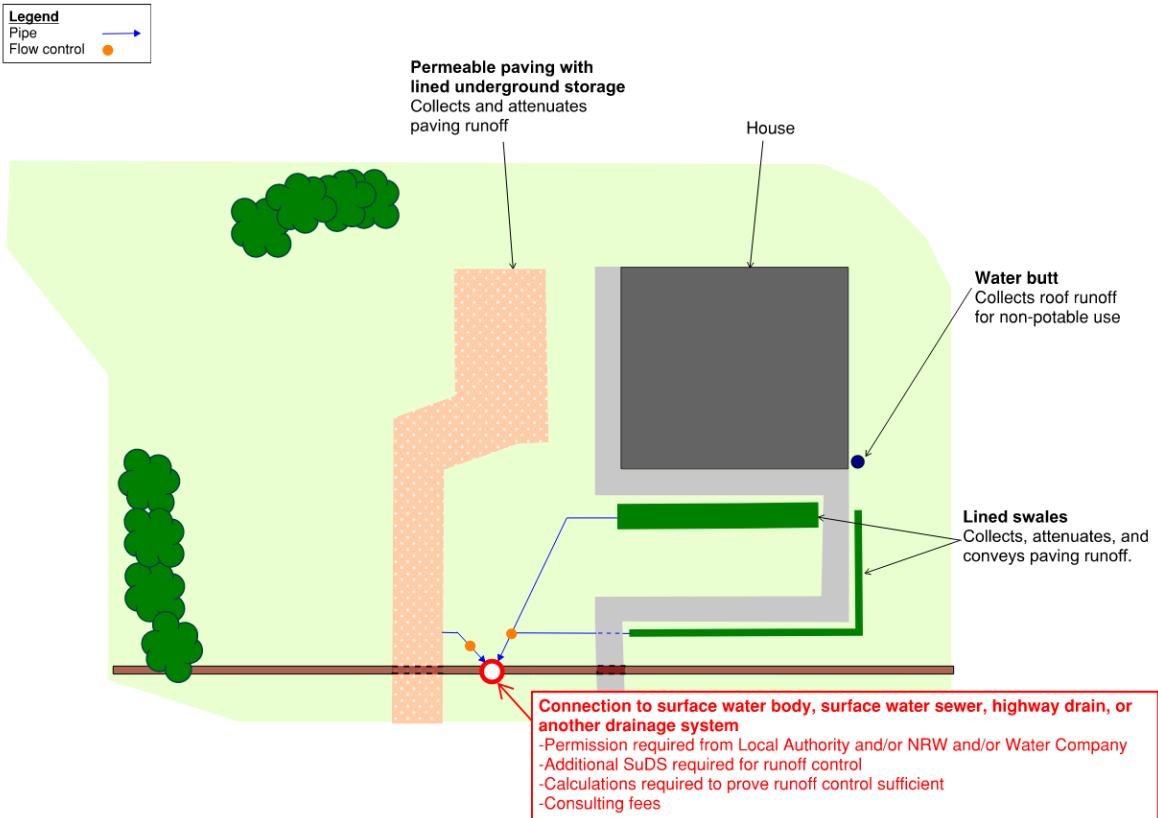 Legend
Pipe
Flow control
Permeable paving with
lined underground storage
Collects and attenuates
paving runoff
House
Water butt
Collects roof runoff
for non-potable use
Lined swales
Collects, attenuates, and
conveys paving runoff.
Connection to surface water body, surface water sewer, highway drain, or
another drainage system
-Permission required from Local Authority and/or NRW and/or Water Company
-Additional SuDS required for runoff control
-Calculations required to prove runoff control sufficient
-Consulting fees